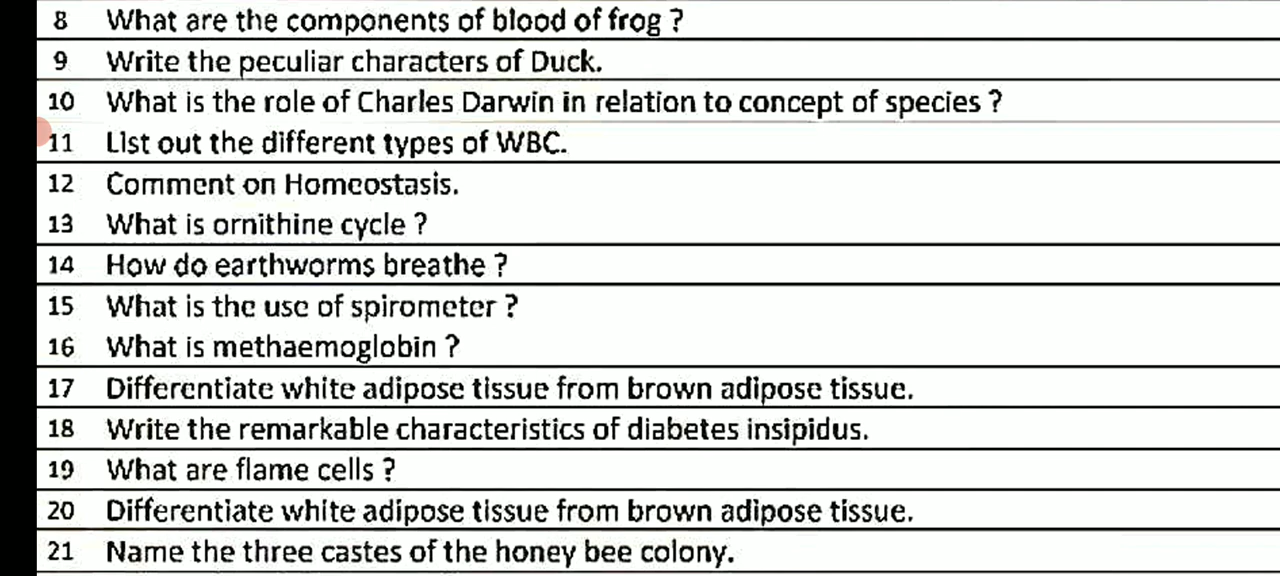 8 What are the components of blood of frog ?
9 Write the peculiar characters of Duck.
10 What is the role of Charles Darwin in relation to concept of species ?
11 List out the different types of WBC.
12 Comment on Homeostasis.
13 What is ornithine cycle ?
14 How do earthworms breathe ?
15 What is the use of spirometer ?
16 What is methaemoglobin ?
17 Differentiate white adipose tissue from brown adipose tissue.
18 Write the remarkable characteristics of diabetes insipidus.
19 What are flame cells ?
20 Differentiate white adipose tissue from brown adipose tissue.
21 Name the three castes of the honey bee colony.